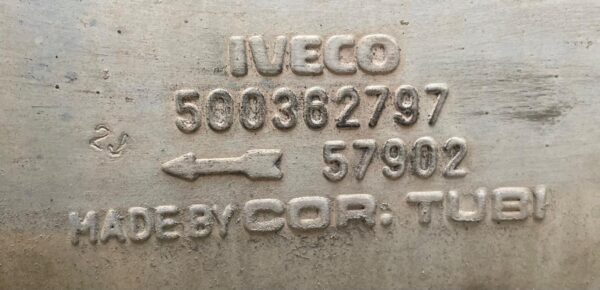 IVECO
500362797
2J
57902
MADE BY COR. TUBI